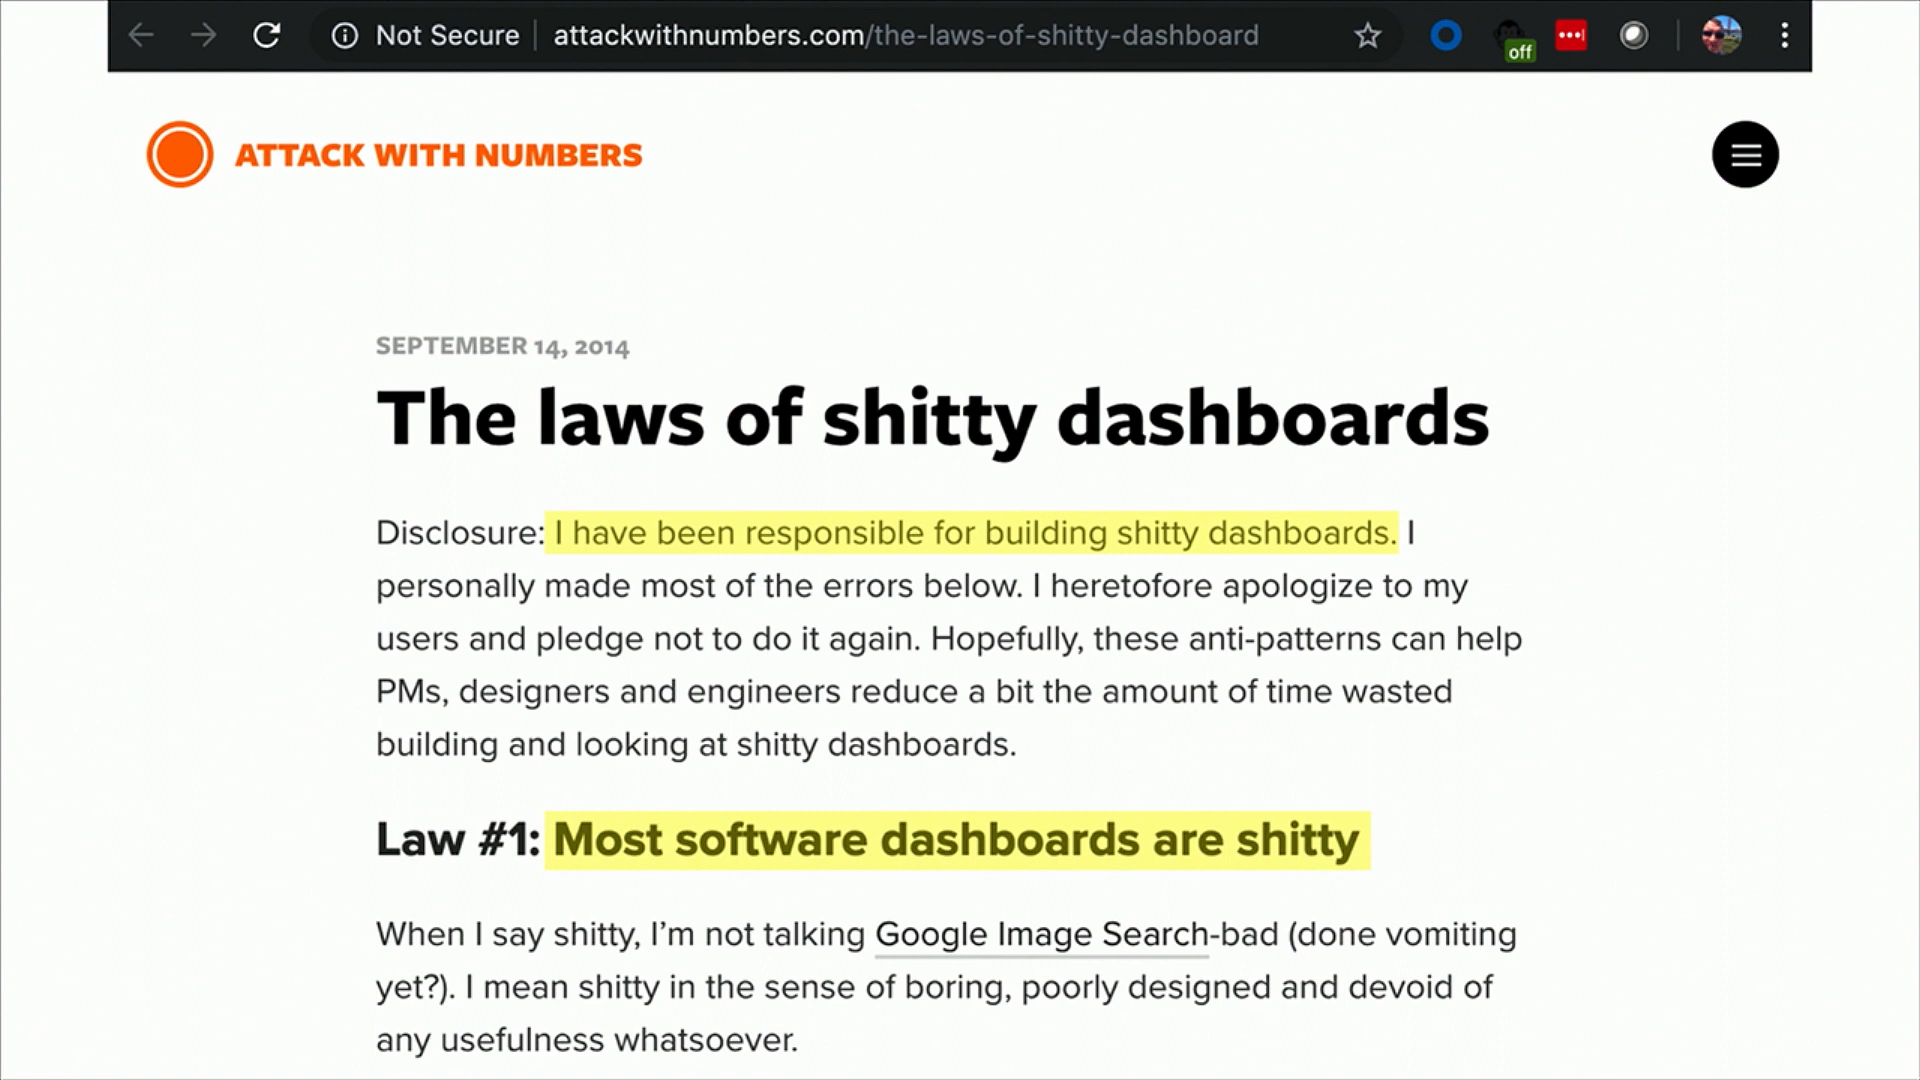 Not Secure attackwithnumbers.com/the-laws-of-shitty-dashboard
off
ATTACK WITH NUMBERS
SEPTEMBER 14, 2014
The laws of shitty dashboards
Disclosure: I have been responsible for building shitty dashboards. I
personally made most of the errors below. I heretofore apologize to my
users and pledge not to do it again. Hopefully, these anti-patterns can help
PMs, designers and engineers reduce a bit the amount of time wasted
building and looking at shitty dashboards.
Law #1: Most software dashboards are shitty
When I say shitty, I’m not talking Google Image Search-bad (done vomiting
yet?). I mean shitty in the sense of boring, poorly designed and devoid of
any usefulness whatsoever.